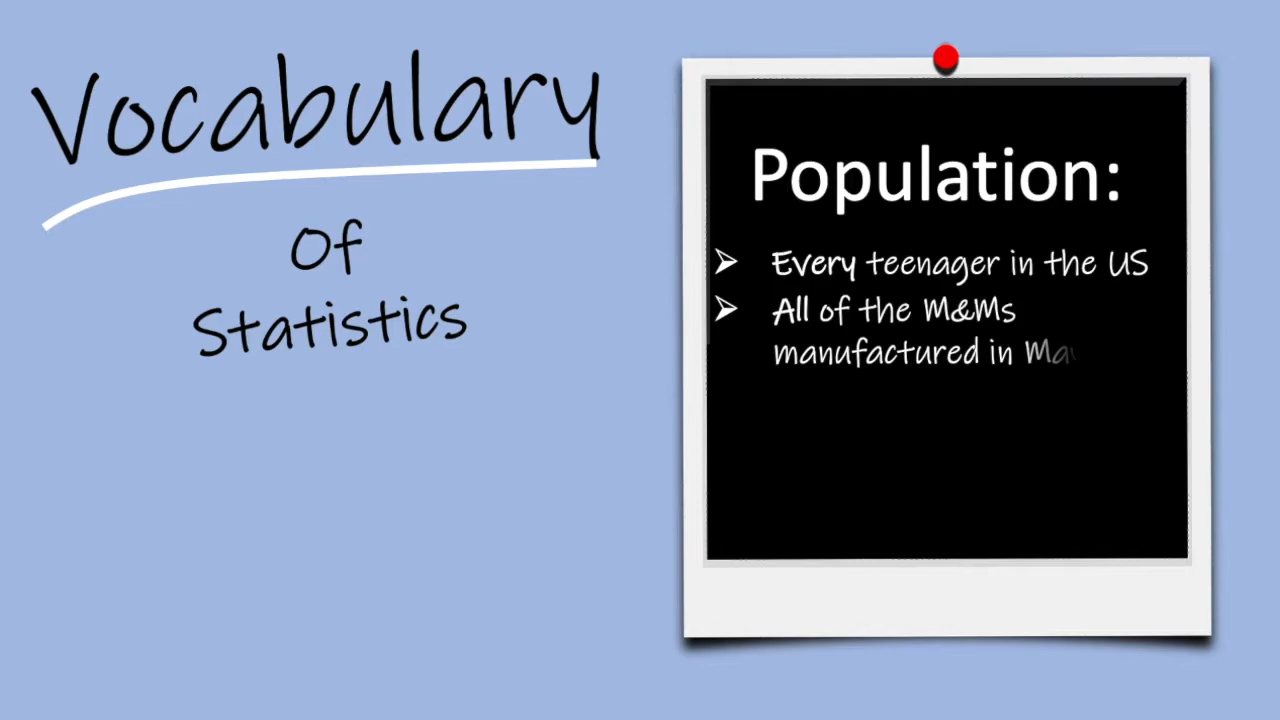 Vocabulary
Of
Statistics
Population:
➢ Every teenager in the US
➢ All of the M&Ms
manufactured in